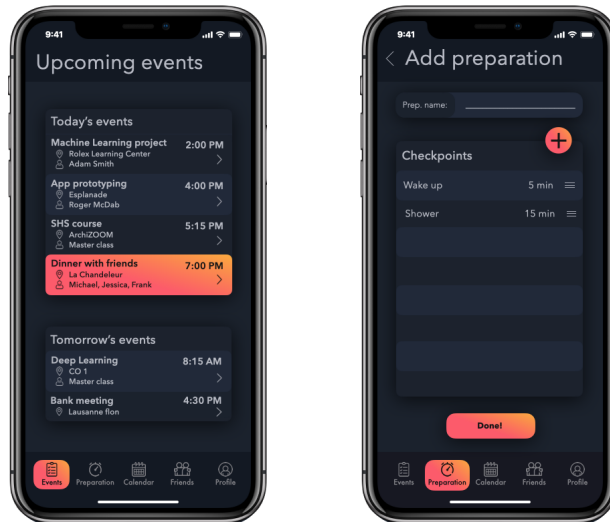 9:41
Upcoming events
Today's events
Machine Learning project 2:00 PM
Rolex Learning Center
Adam Smith
App prototyping 4:00 PM
Esplanade
Roger McDab
SHS course 5:15 PM
ArchiZOOM
Master class
Dinner with friends 7:00 PM
La Chandeleur
Michael, Jessica, Frank
Tomorrow's events
Deep Learning 8:15 AM
CO 1
Master class
Bank meeting 4:30 PM
Lausanne flon
Events Preparation Calendar Friends Profile
9:41
Add preparation
Prep. name:
Checkpoints
Wake up 5 min
Shower 15 min
Done!
Events Preparation Calendar Friends Profile